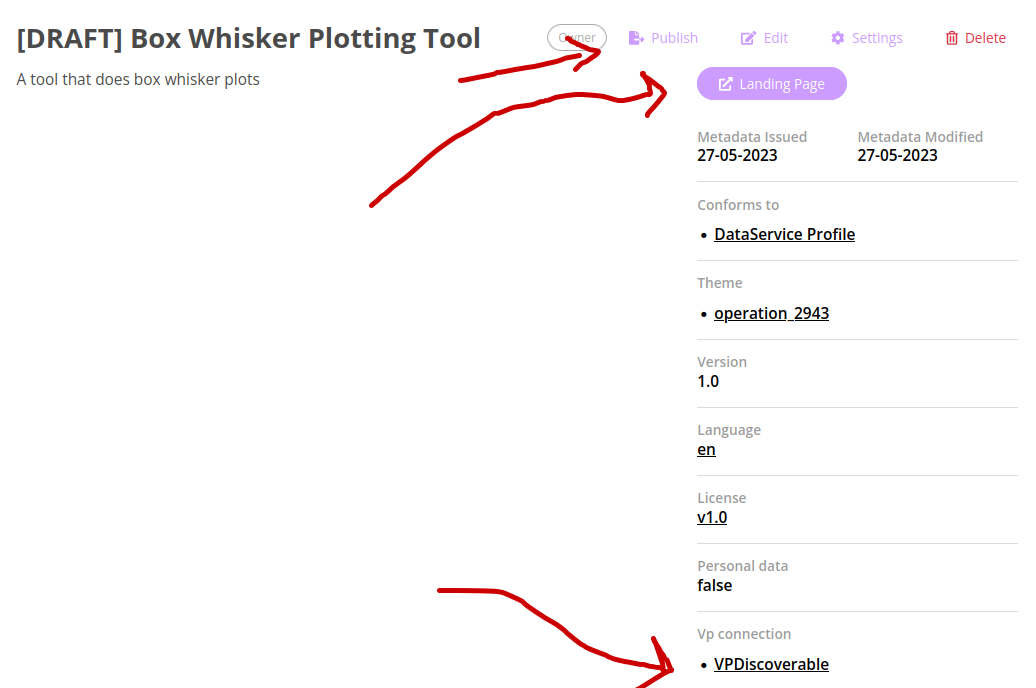 [DRAFT] Box Whisker Plotting Tool
Owner
Publish
Edit
Settings
Delete
A tool that does box whisker plots
Landing Page
Metadata Issued
27-05-2023
Metadata Modified
27-05-2023
Conforms to
• DataService Profile
Theme
• operation_2943
Version
1.0
Language
en
License
v1.0
Personal data
false
Vp connection
• VPDiscoverable